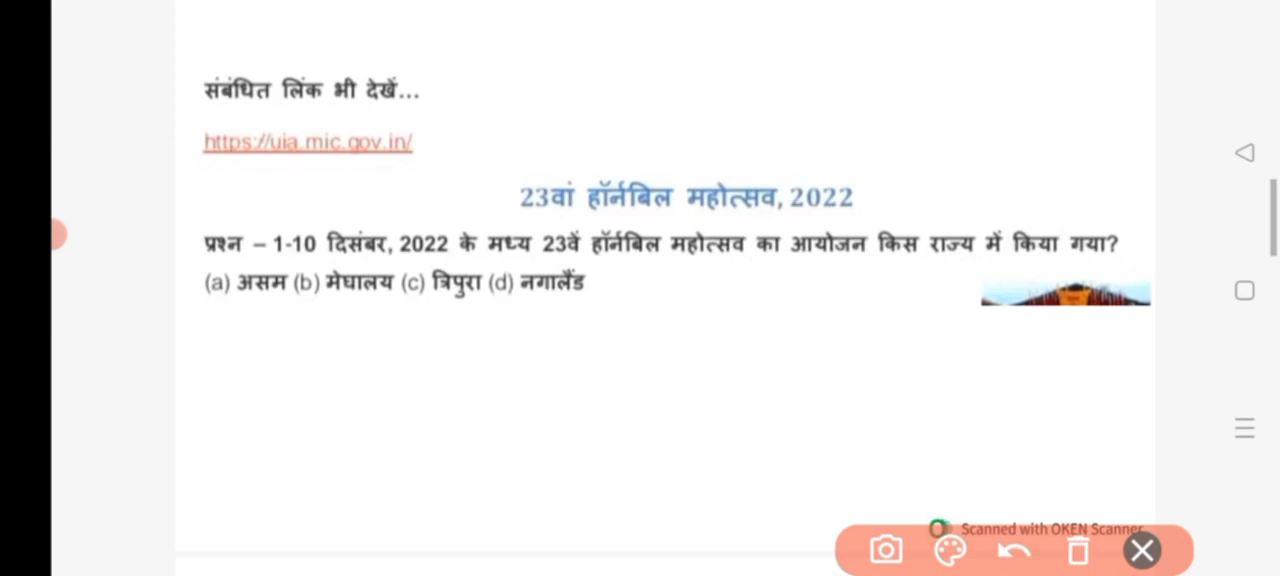 संबंधित लिंक भी देखें...
https://uia.mic.gov.in/
23वां हॉर्नबिल महोत्सव, 2022
प्रश्न – 1-10 दिसंबर, 2022 के मध्य 23वें हॉर्नबिल महोत्सव का आयोजन किस राज्य में किया गया?
(a) असम (b) मेघालय (c) त्रिपुरा (d) नगालैंड
Scanned with OKEN Scanner